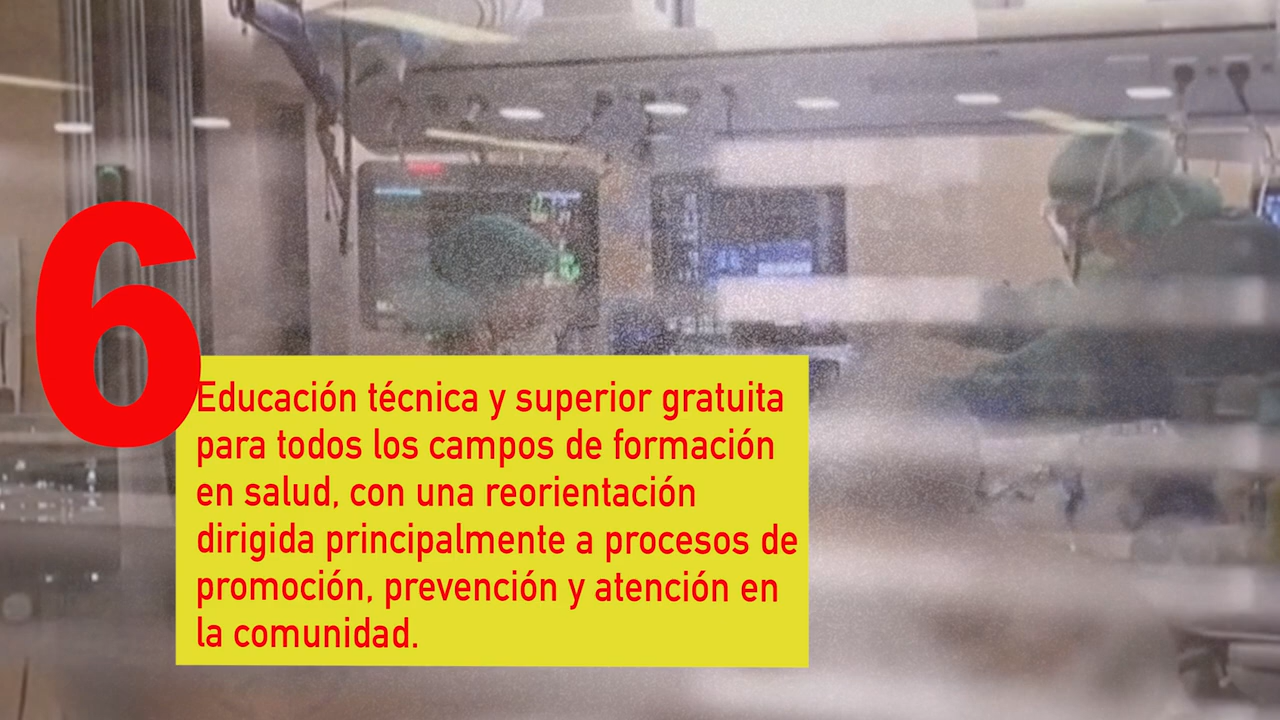 6
Educación técnica y superior gratuita
para todos los campos de formación
en salud, con una reorientación
dirigida principalmente a procesos de
promoción, prevención y atención en
la comunidad.